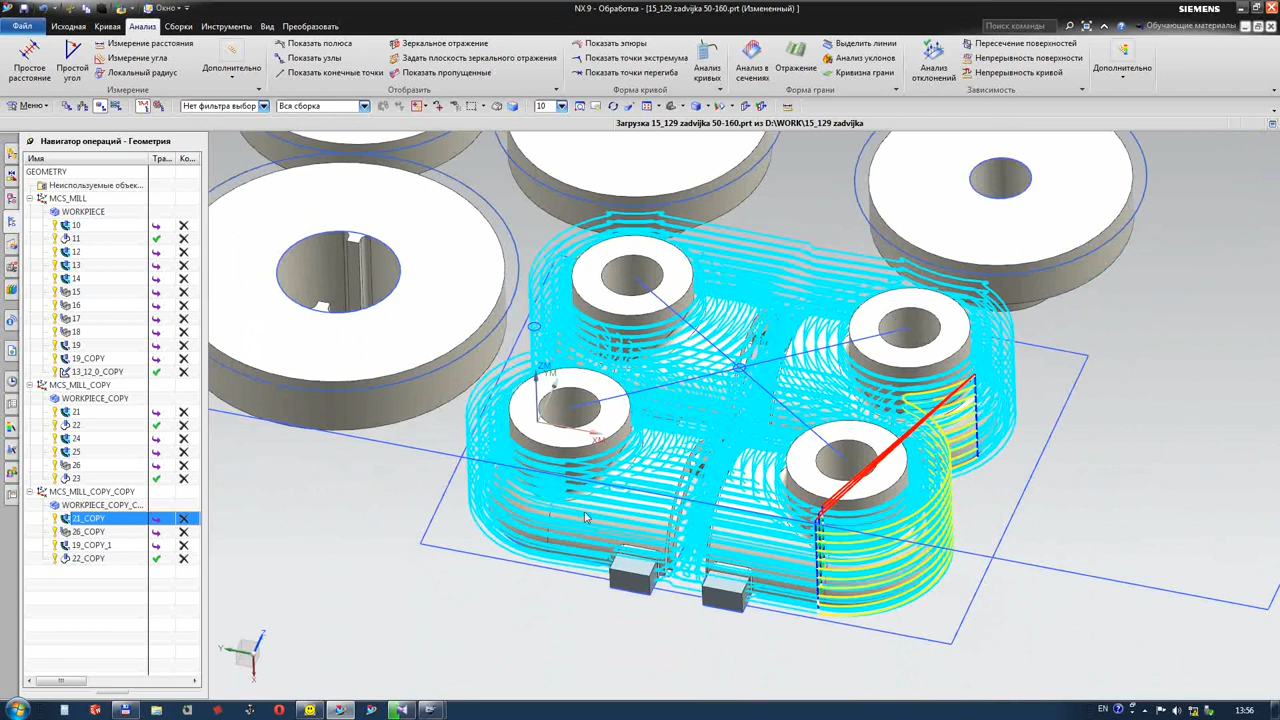 Окно
NX 9 - Обработка - [15_129 zadvijka 50-160.prt (Измененный) ]
SIEMENS
Файл
Исходная
Кривая
Анализ
Сборки
Инструменты
Вид
Преобразовать
Поиск команды
Обучающие материалы
Простое расстояние
Простой угол
Измерение расстояния
Измерение угла
Локальный радиус
Дополнительно
Измерение
Показать полюса
Показать узлы
Показать конечные точки
Зеркальное отражение
Задать плоскость зеркального отражения
Показать пропущенные
Отобразить
Показать эпюры
Показать точки экстремума
Показать точки перегиба
Анализ кривых
Форма кривой
Анализ в сечениях
Отражение
Выделить линии
Анализ уклонов
Кривизна грани
Форма грани
Анализ отклонений
Пересечение поверхностей
Непрерывность поверхности
Непрерывность кривой
Зависимость
Дополнительно
Меню
Нет фильтра выбор
Вся сборка
10
Загрузка 15_129 zadvijka 50-160.prt из D:\WORK\15_129 zadvijka
Навигатор операций - Геометрия
Имя
Тра...
Ко...
GEOMETRY
Неиспользуемые объек...
MCS_MILL
WORKPIECE
10
11
12
13
14
15
16
17
18
19
19_COPY
13_12_0_COPY
MCS_MILL_COPY
WORKPIECE_COPY
21
22
24
25
26
23
MCS_MILL_COPY_COPY
WORKPIECE_COPY_C...
21_COPY
26_COPY
19_COPY_1
22_COPY
ZM
YM
XM
Z
Y
X
EN
13:56